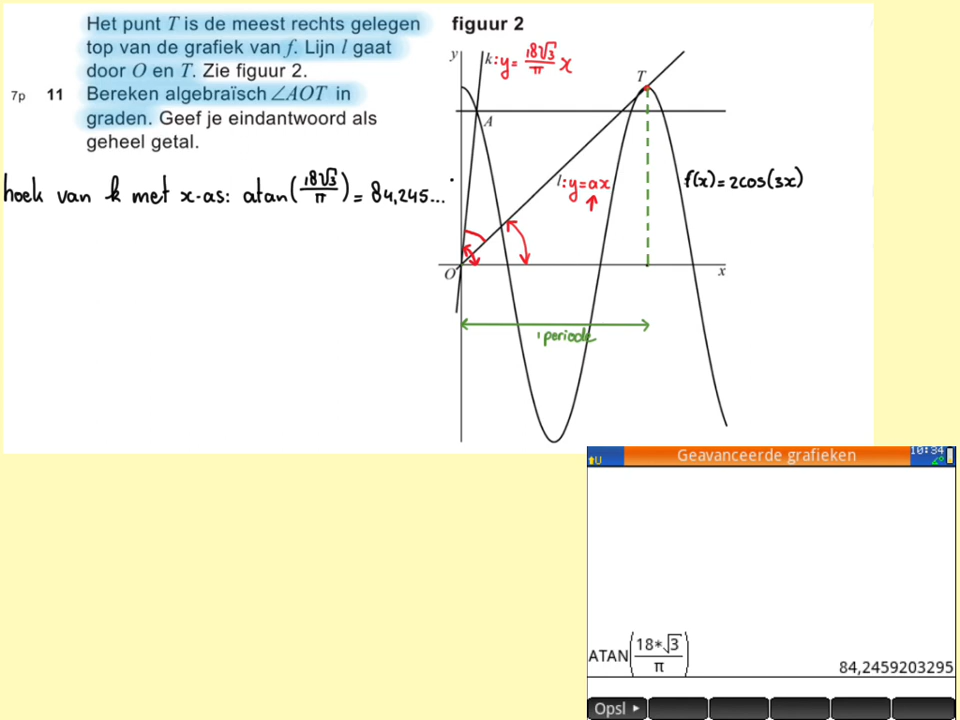 Het punt T is de meest rechts gelegen
top van de grafiek van f. Lijn l gaat
door O en T. Zie figuur 2.
7p 11 Bereken algebraïsch ∠AOT in
graden. Geef je eindantwoord als
geheel getal.
hoek van k met x-as: atan(18√3/π) = 84,245...
figuur 2
y
k: y = 18√3/π x
T
A
l: y = ax
f(x) = 2cos(3x)
O
x
1 periode
Geavanceerde grafieken
10:34
U
ATAN(18*√3/π)
84,2459203295
Opsl ▸